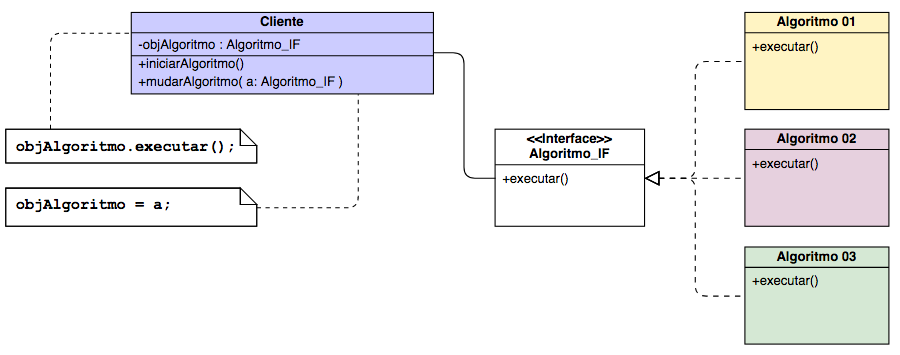 Cliente
-objAlgoritmo : Algoritmo_IF
+iniciarAlgoritmo()
+mudarAlgoritmo( a: Algoritmo_IF )
objAlgoritmo.executar();
objAlgoritmo = a;
<<Interface>>
Algoritmo_IF
+executar()
Algoritmo 01
+executar()
Algoritmo 02
+executar()
Algoritmo 03
+executar()